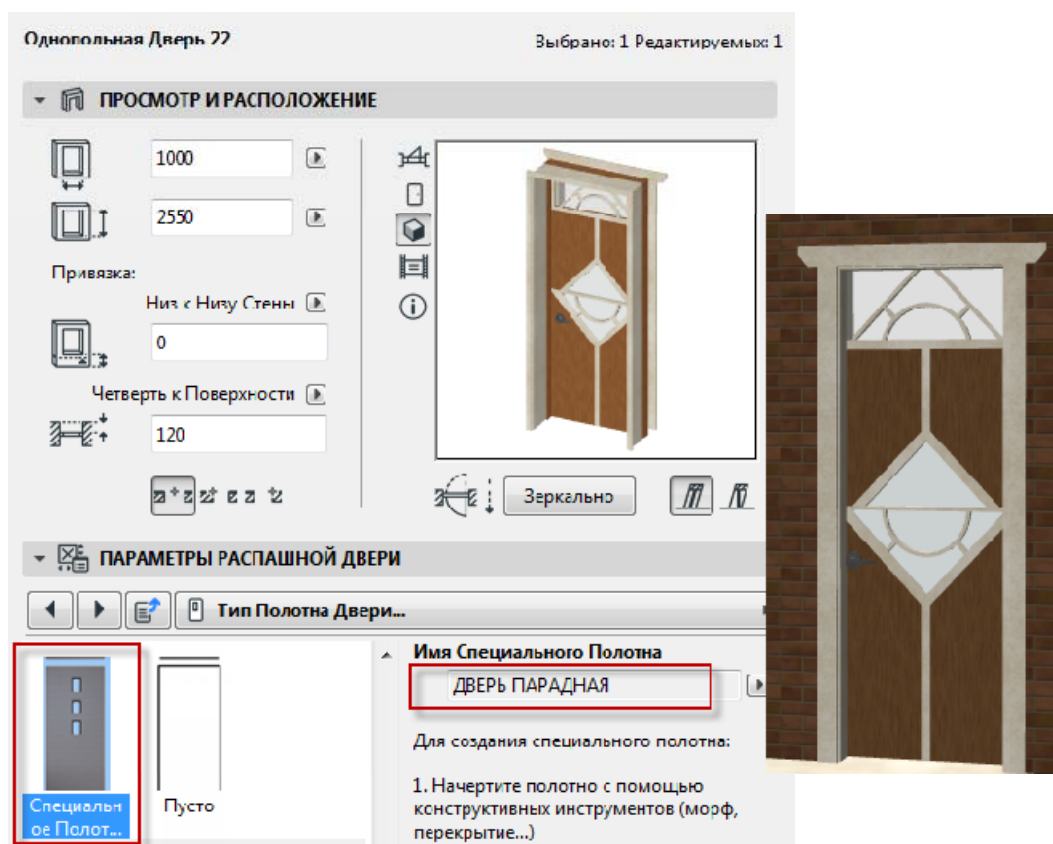 Однопольная Дверь 22
Выбрано: 1 Редактируемых: 1
ПРОСМОТР И РАСПОЛОЖЕНИЕ
1000
2550
Привязка:
Низ к Низу Стены
0
Четверть к Поверхности
120
Зеркально
ПАРАМЕТРЫ РАСПАШНОЙ ДВЕРИ
Тип Полотна Двери...
Специальн
ое Полот...
Пусто
Имя Специального Полотна
ДВЕРЬ ПАРАДНАЯ
Для создания специального полотна:
1. Начертите полотно с помощью
конструктивных инструментов (морф,
перекрытие...)